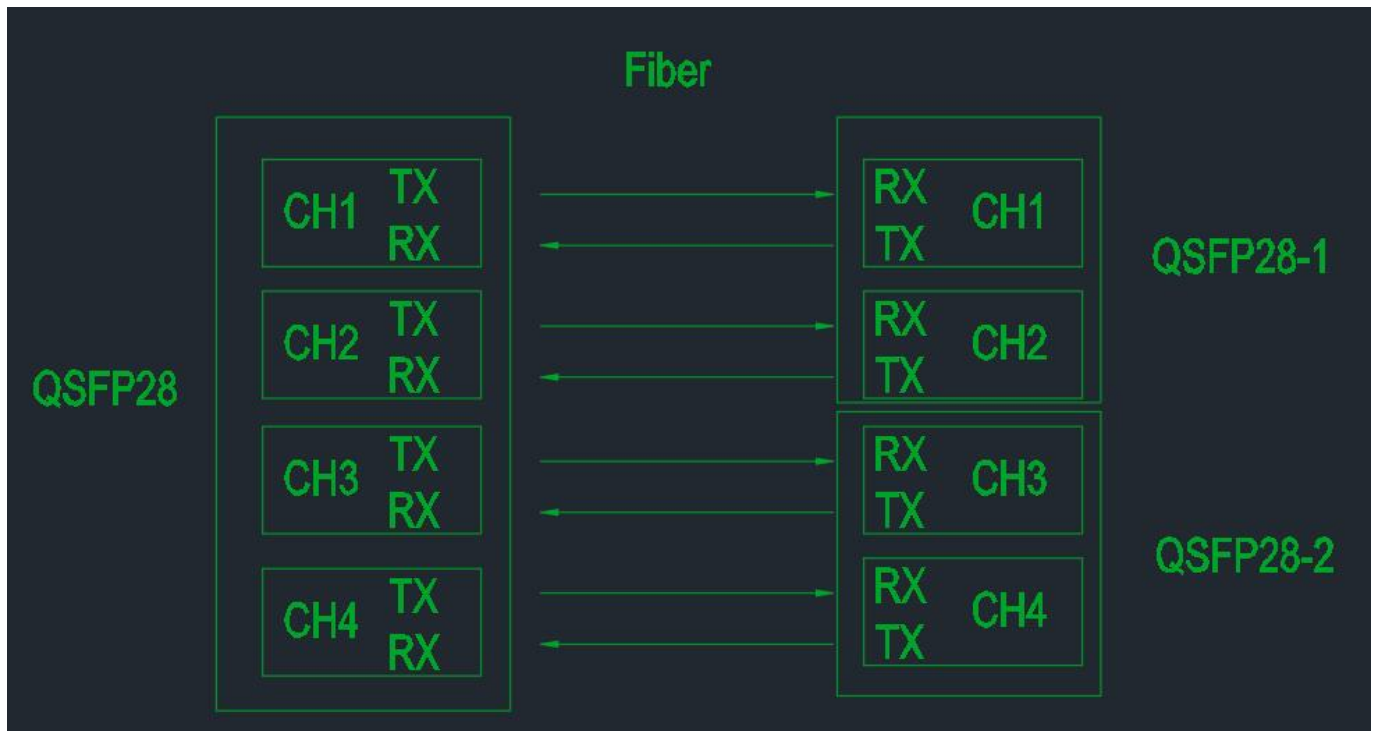 Fiber
QSFP28
CH1
TX
RX
CH2
TX
RX
CH3
TX
RX
CH4
TX
RX
RX
TX
CH1
RX
TX
CH2
QSFP28-1
RX
TX
CH3
RX
TX
CH4
QSFP28-2